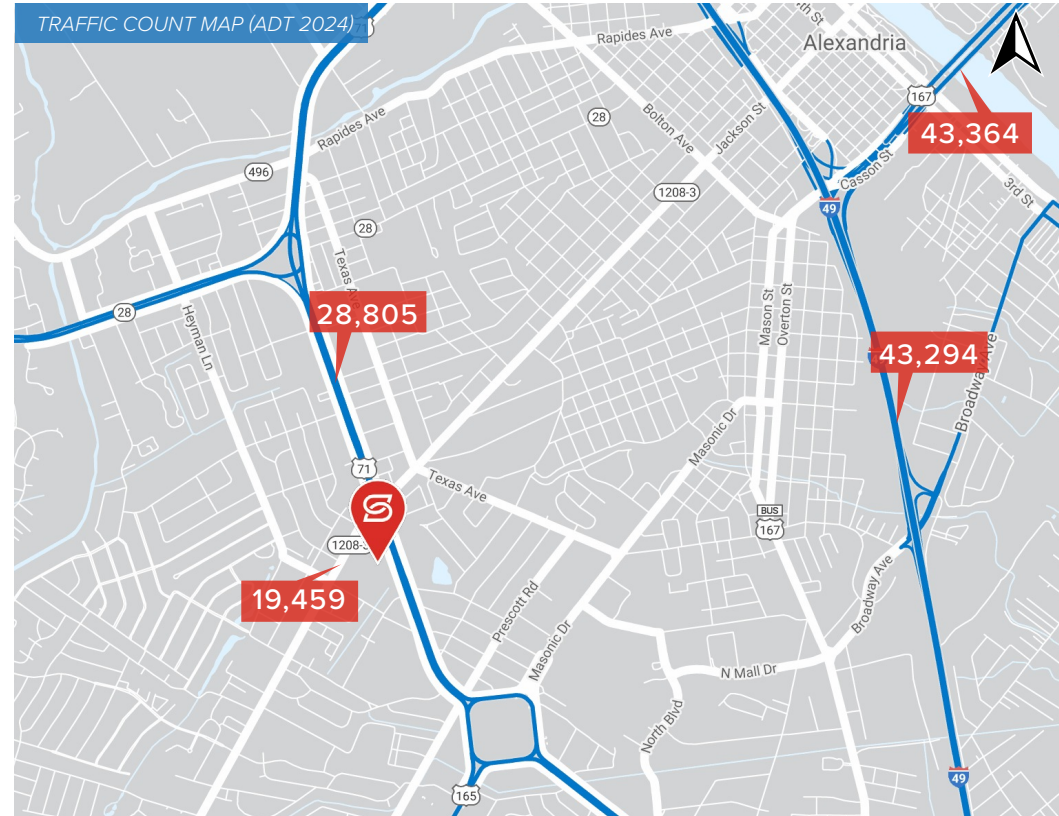 TRAFFIC COUNT MAP (ADT 2024)
71
Rapides Ave
Alexandria
167
43,364
28
Bolton Ave
Jackson St
Rapides Ave
496
1208-3
Casson St
3rd St
49
28
Texas Ave
28
28,805
Heyman Ln
Mason St
Overton St
43,294
Broadway Ave
Masonic Dr
71
Texas Ave
S
1208-3
BUS
167
19,459
Prescott Rd
Masonic Dr
Broadway Ave
N Mall Dr
North Blvd
49
165